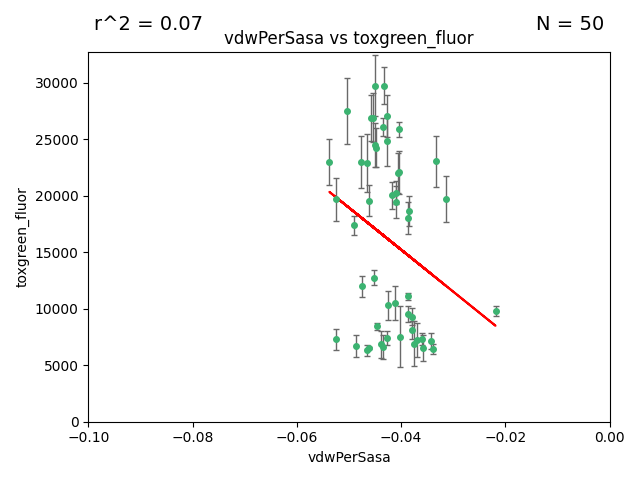 r^2 = 0.07
N = 50
vdwPerSasa vs toxgreen_fluor
toxgreen_fluor
30000
25000
20000
15000
10000
5000
0
−0.10
−0.08
−0.06
−0.04
−0.02
0.00
vdwPerSasa